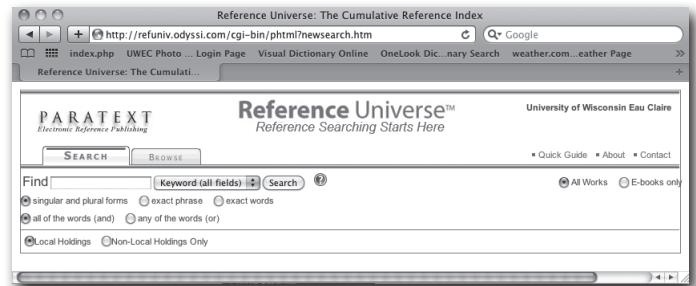 Reference Universe: The Cumulative Reference Index
http://refuniv.odyssi.com/cgi-bin/phtml?newsearch.htm Google
index.php UWEC Photo ... Login Page Visual Dictionary Online OneLook Dic...nary Search weather.com...eather Page »
Reference Universe: The Cumulati...
PARATEXT
Electronic Reference Publishing
Reference Universe™
Reference Searching Starts Here
University of Wisconsin Eau Claire
SEARCH BROWSE
Quick Guide About Contact
Find Keyword (all fields) Search ? All Works E-books only
singular and plural forms exact phrase exact words
all of the words (and) any of the words (or)
Local Holdings Non-Local Holdings Only